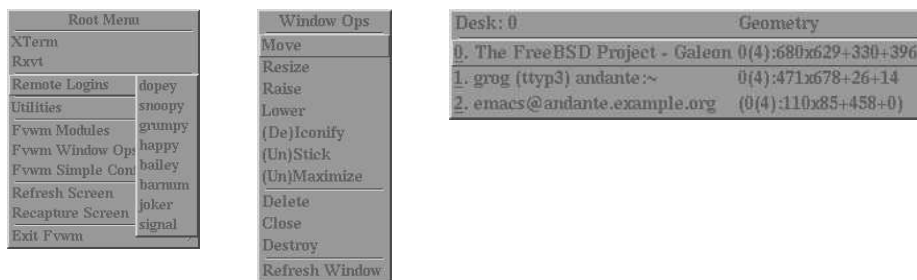 Root Menu
XTerm
Rxvt
Remote Logins
Utilities
Fvwm Modules
Fvwm Window Op
Fvwm Simple Con
Refresh Screen
Recapture Screen
Exit Fvwm
dopey
snoopy
grumpy
happy
bailey
barnum
joker
signal
Window Ops
Move
Resize
Raise
Lower
(De)Iconify
(Un)Stick
(Un)Maximize
Delete
Close
Destroy
Refresh Window
Desk: 0 Geometry
0. The FreeBSD Project - Galeon 0(4):680x629+330+396
1. grog (ttyp3) andante:~ 0(4):471x678+26+14
2. emacs@andante.example.org (0(4):110x85+458+0)